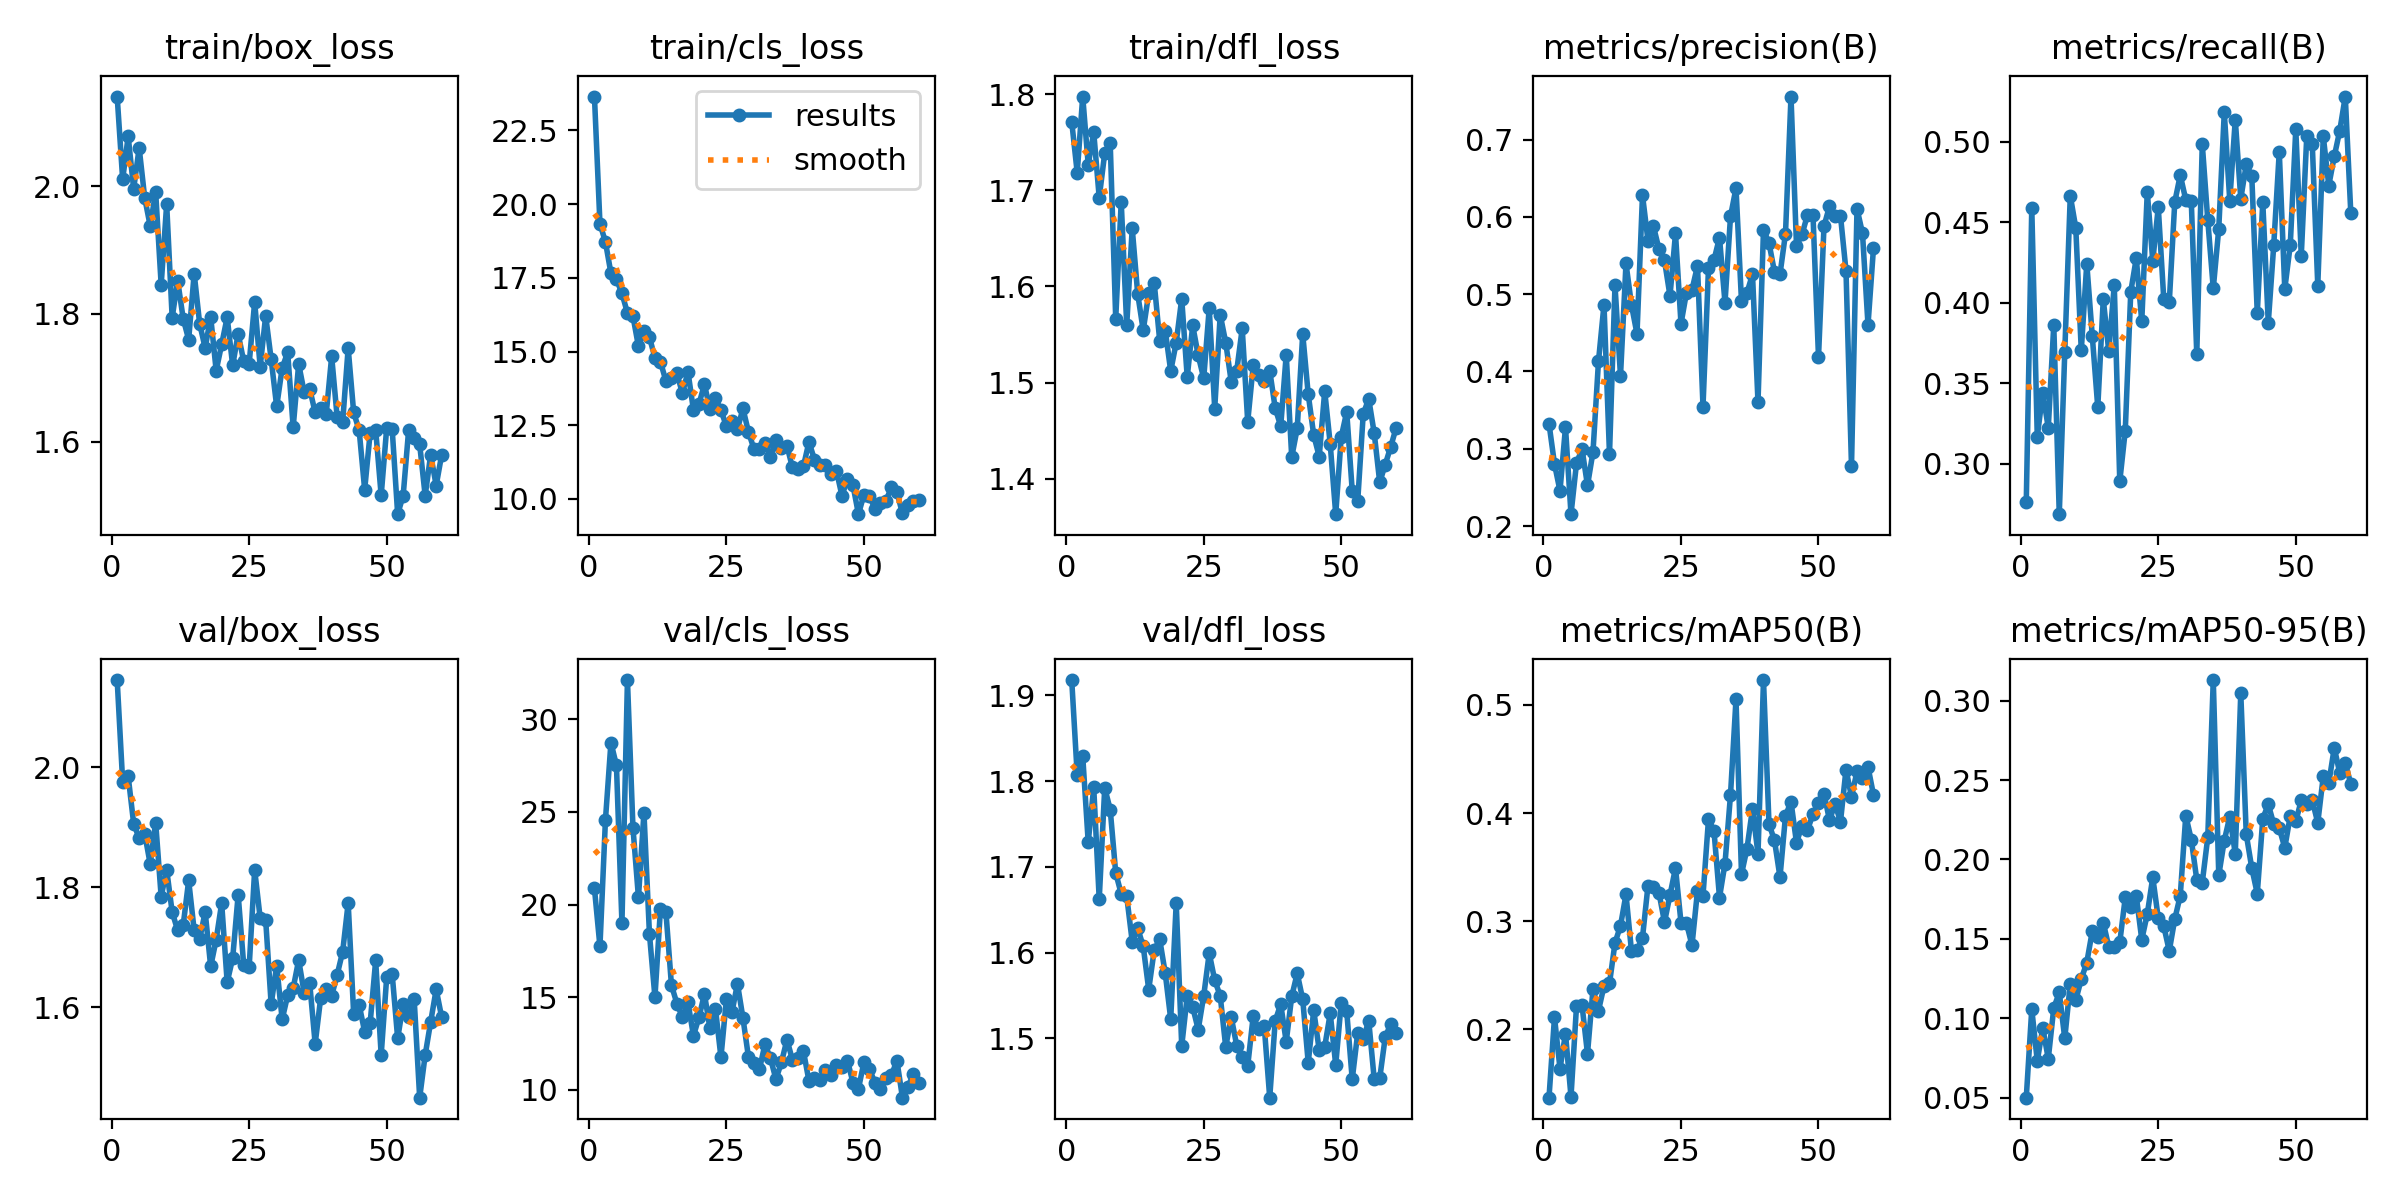 train/box_loss
2.0
1.8
1.6
0 25 50
train/cls_loss
results
smooth
22.5
20.0
17.5
15.0
12.5
10.0
0 25 50
train/dfl_loss
1.8
1.7
1.6
1.5
1.4
0 25 50
metrics/precision(B)
0.7
0.6
0.5
0.4
0.3
0.2
0 25 50
metrics/recall(B)
0.50
0.45
0.40
0.35
0.30
0 25 50
val/box_loss
2.0
1.8
1.6
0 25 50
val/cls_loss
30
25
20
15
10
0 25 50
val/dfl_loss
1.9
1.8
1.7
1.6
1.5
0 25 50
metrics/mAP50(B)
0.5
0.4
0.3
0.2
0 25 50
metrics/mAP50-95(B)
0.30
0.25
0.20
0.15
0.10
0.05
0 25 50